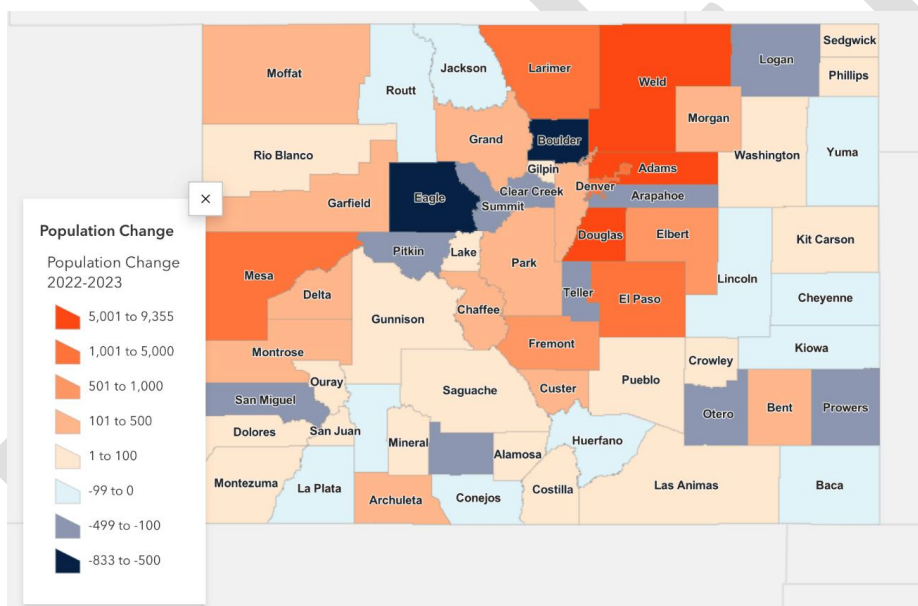 Sedgwick
Logan
Phillips
Jackson
Larimer
Weld
Moffat
Routt
Morgan
Grand
Boulder
Rio Blanco
Washington
Yuma
Gilpin
Adams
Denver
Clear Creek
Arapahoe
Eagle
Summit
Garfield
Douglas
Elbert
Kit Carson
Pitkin
Lake
Park
Mesa
Lincoln
Delta
Teller
El Paso
Cheyenne
Chaffee
Gunnison
Fremont
Kiowa
Montrose
Crowley
Ouray
Pueblo
Saguache
Custer
San Miguel
Otero
Bent
Prowers
San Juan
Dolores
Mineral
Huerfano
Alamosa
Montezuma
La Plata
Las Animas
Baca
Costilla
Archuleta
Conejos
×
Population Change
Population Change
2022-2023
5,001 to 9,355
1,001 to 5,000
501 to 1,000
101 to 500
1 to 100
-99 to 0
-499 to -100
-833 to -500